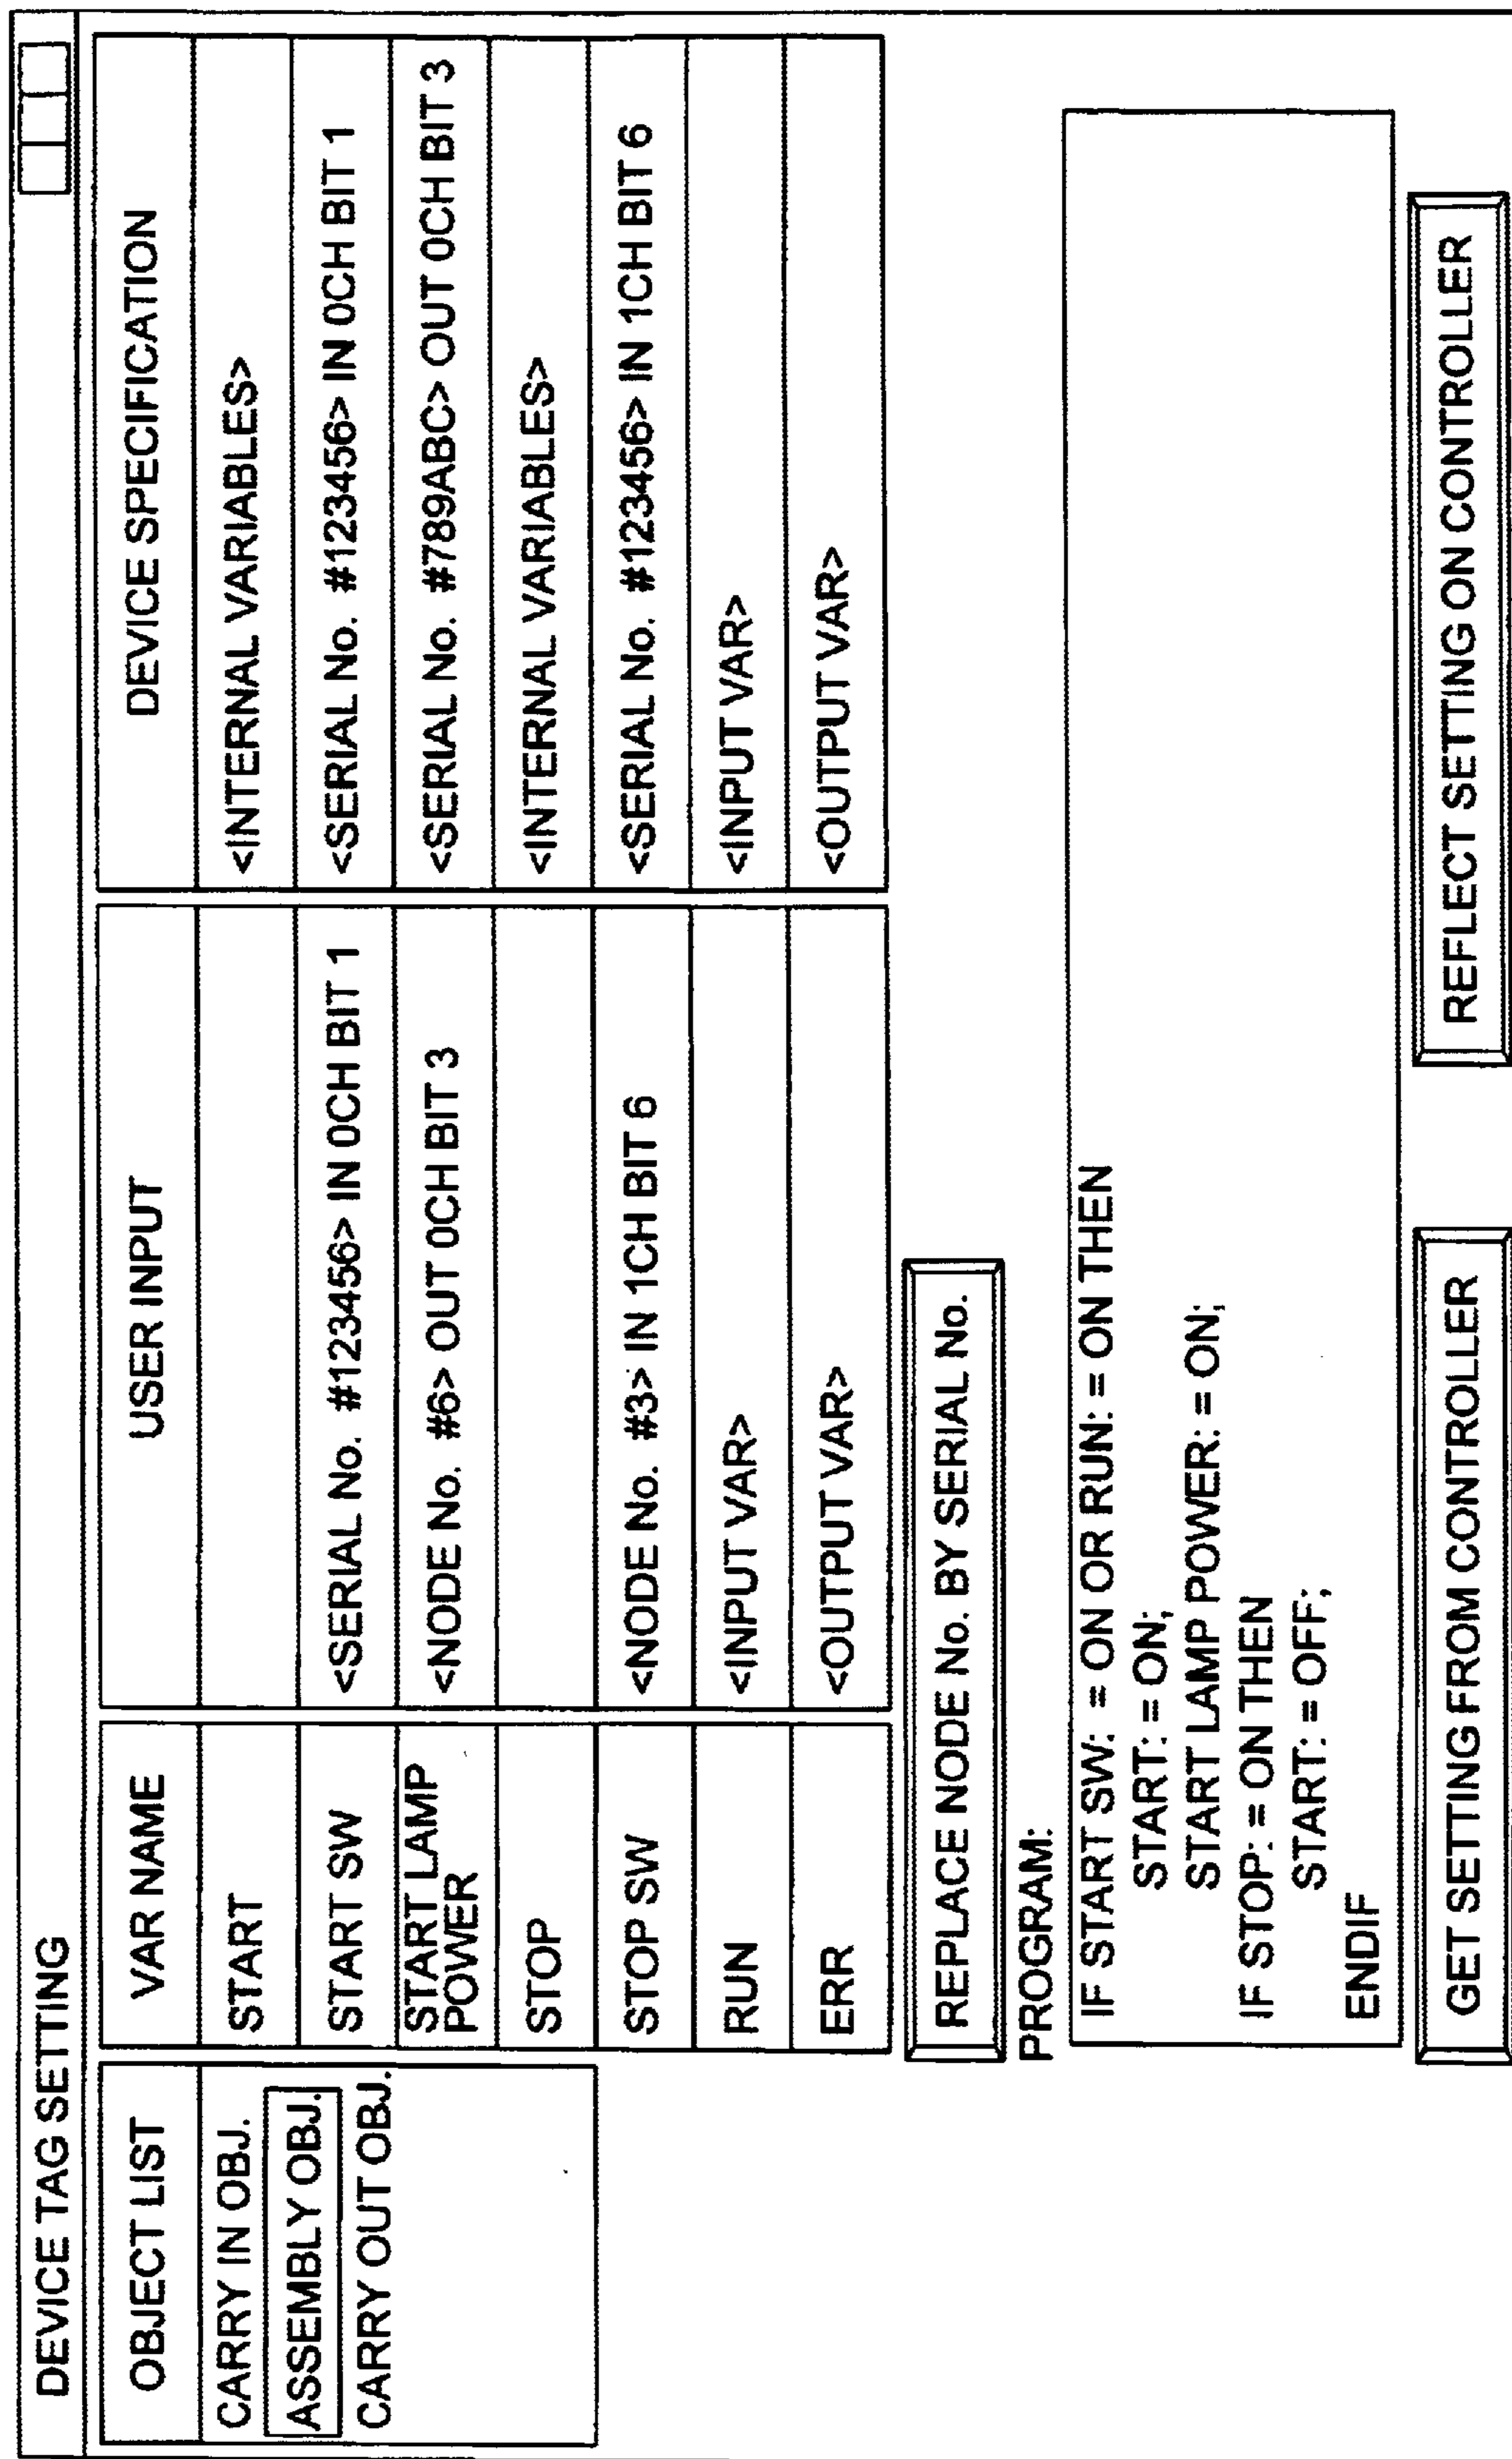 DEVICE TAG SETTING
OBJECT LIST
CARRY IN OBJ.
ASSEMBLY OBJ.
CARRY OUT OBJ.
VAR NAME USER INPUT DEVICE SPECIFICATION
START <INTERNAL VARIABLES>
START SW <SERIAL No. #123456> IN 0CH BIT 1 <SERIAL No. #123456> IN 0CH BIT 1
START LAMP
POWER <NODE No. #6> OUT 0CH BIT 3 <SERIAL No. #789ABC> OUT 0CH BIT 3
STOP <INTERNAL VARIABLES>
STOP SW <NODE No. #3> IN 1CH BIT 6 <SERIAL No. #123456> IN 1CH BIT 6
RUN <INPUT VAR> <INPUT VAR>
ERR <OUTPUT VAR> <OUTPUT VAR>
REPLACE NODE No. BY SERIAL No.
PROGRAM:
IF START SW: = ON OR RUN: = ON THEN
START: = ON;
START LAMP POWER: = ON;
IF STOP: = ON THEN
START: = OFF;
ENDIF
GET SETTING FROM CONTROLLER REFLECT SETTING ON CONTROLLER